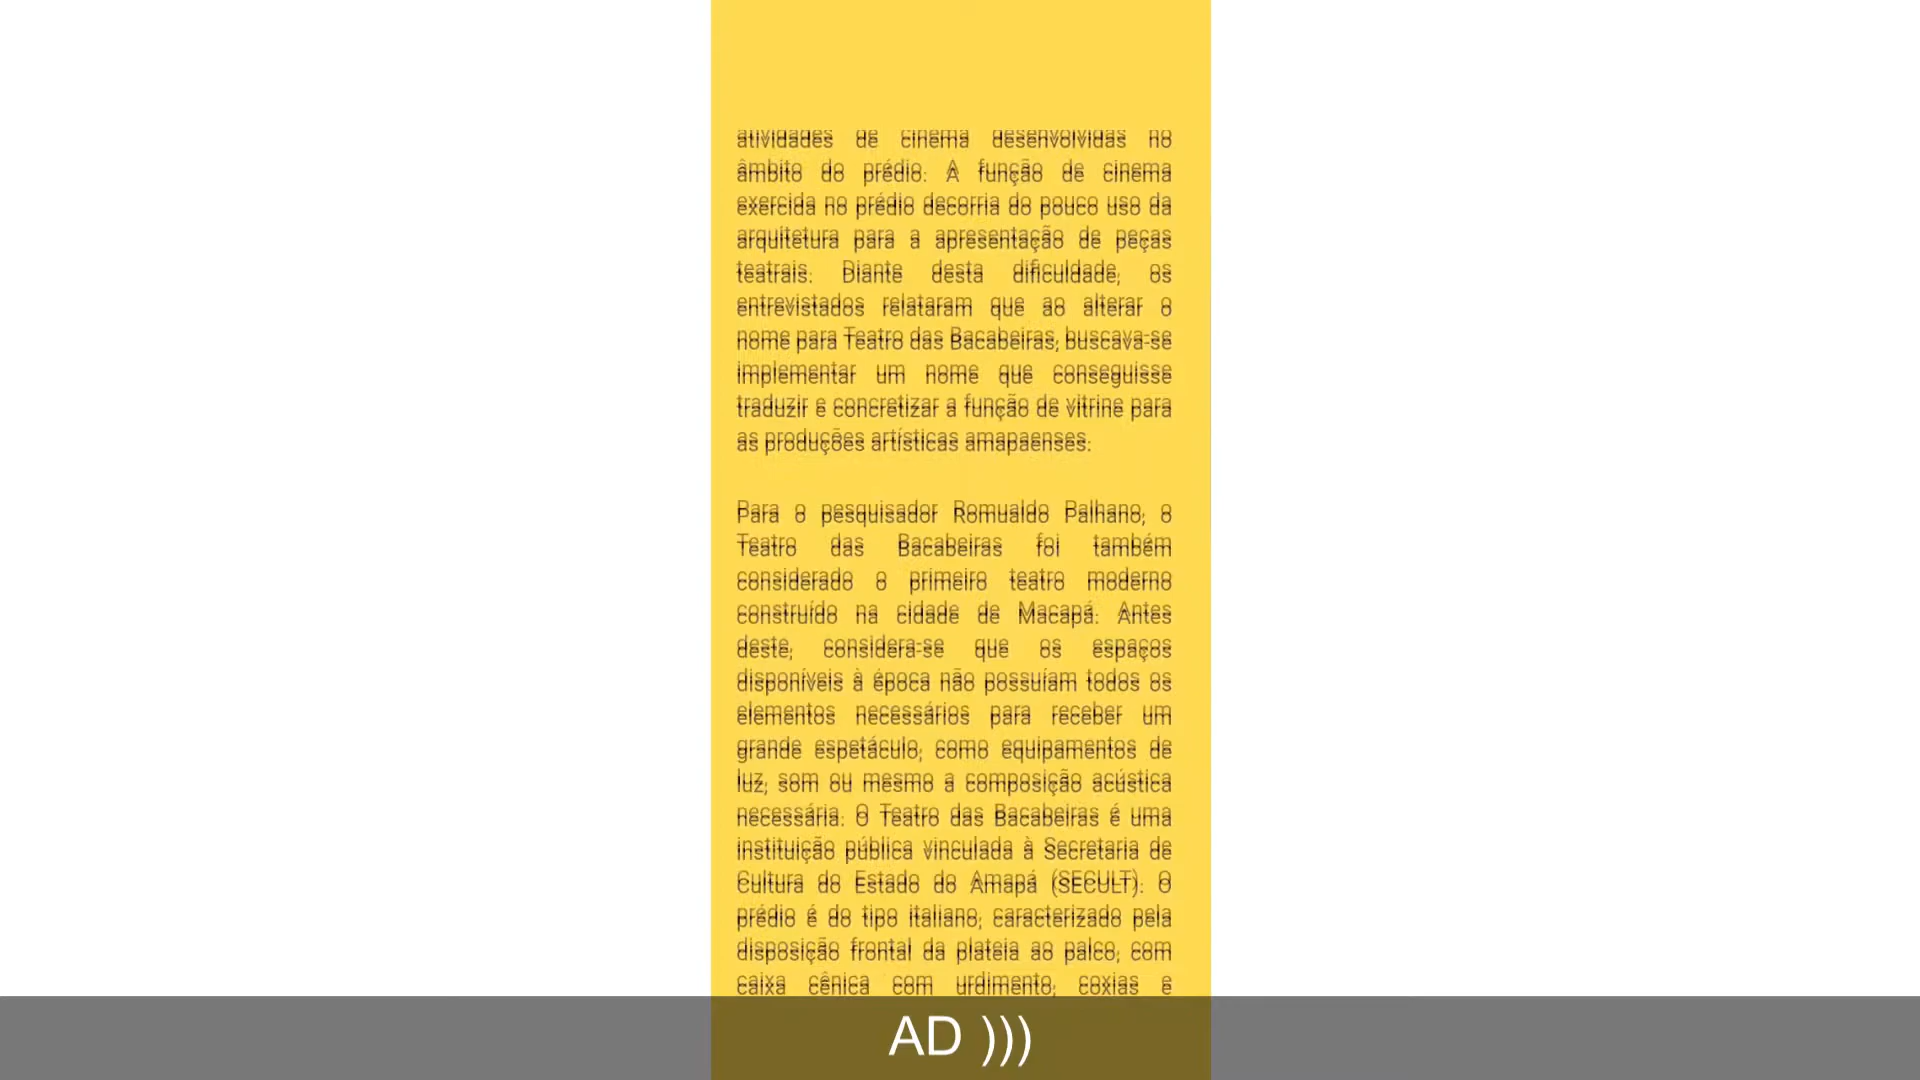 atividades de cinema desenvolvidas no
âmbito do prédio. A função de cinema
exercida no prédio decorria do pouco uso da
arquitetura para a apresentação de peças
teatrais. Diante desta dificuldade, os
entrevistados relataram que ao alterar o
nome para Teatro das Bacabeiras, buscava-se
implementar um nome que conseguisse
traduzir e concretizar a função de vitrine para
as produções artísticas amapaenses.
Para o pesquisador Romualdo Palhano, o
Teatro das Bacabeiras foi também
considerado o primeiro teatro moderno
construído na cidade de Macapá. Antes
deste, considera-se que os espaços
disponíveis à época não possuíam todos os
elementos necessários para receber um
grande espetáculo, como equipamentos de
luz, som ou mesmo a composição acústica
necessária. O Teatro das Bacabeiras é uma
instituição pública vinculada à Secretaria de
Cultura do Estado do Amapá (SECULT). O
prédio é do tipo italiano, caracterizado pela
disposição frontal da plateia ao palco, com
caixa cênica com urdimento, coxias e
AD )))